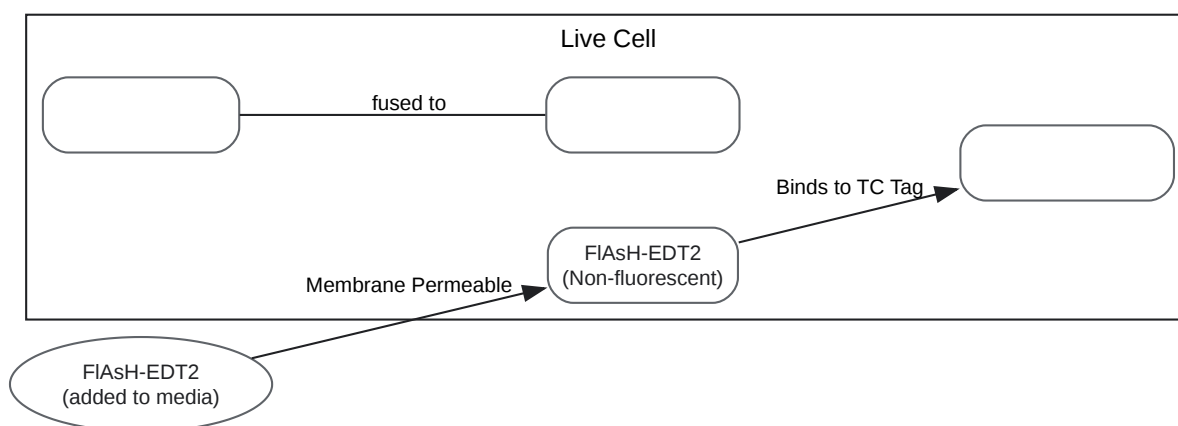 Live Cell
fused to
Binds to TC Tag
FlAsH-EDT2
(Non-fluorescent)
Membrane Permeable
FlAsH-EDT2
(added to media)